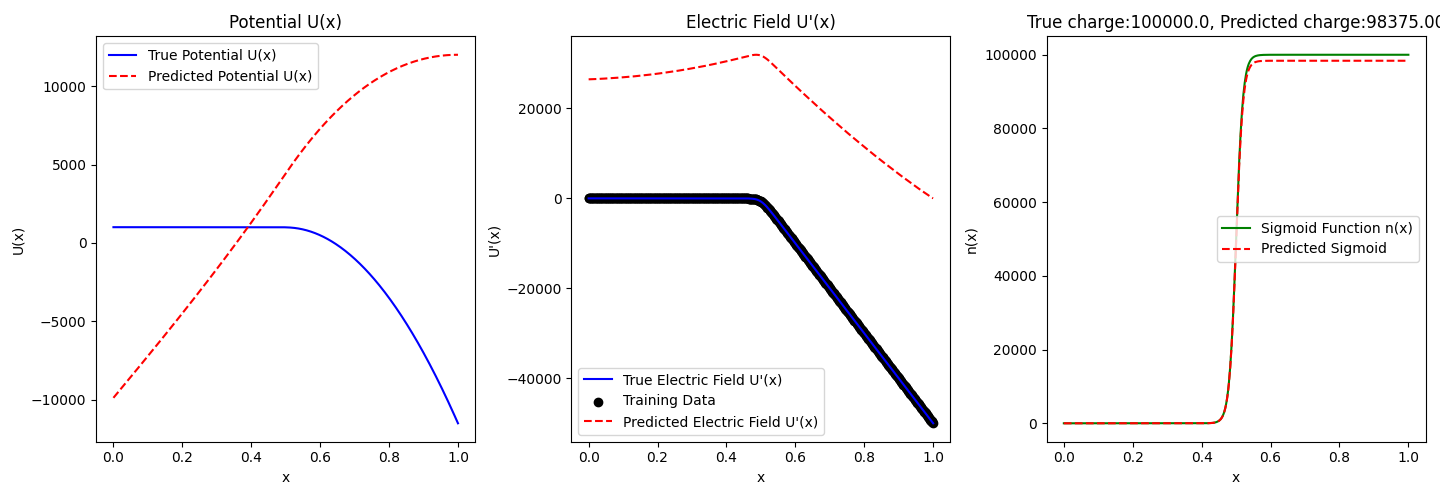 Potential U(x)
True Potential U(x)
Predicted Potential U(x)
10000
5000
0
−5000
−10000
U(x)
0.0 0.2 0.4 0.6 0.8 1.0
x
Electric Field U'(x)
20000
0
−20000
−40000
U'(x)
True Electric Field U'(x)
Training Data
Predicted Electric Field U'(x)
0.0 0.2 0.4 0.6 0.8 1.0
x
True charge:100000.0, Predicted charge:98375.00
100000
80000
60000
40000
20000
0
n(x)
Sigmoid Function n(x)
Predicted Sigmoid
0.0 0.2 0.4 0.6 0.8 1.0
x